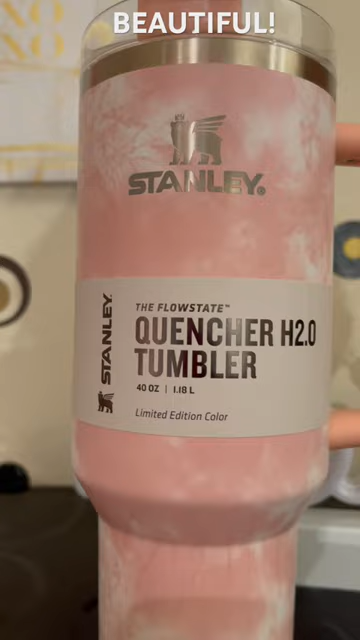 BEAUTIFUL!
STANLEY®
STANLEY
THE FLOWSTATE™
QUENCHER H2.0
TUMBLER
40 OZ | 1.18 L
Limited Edition Color